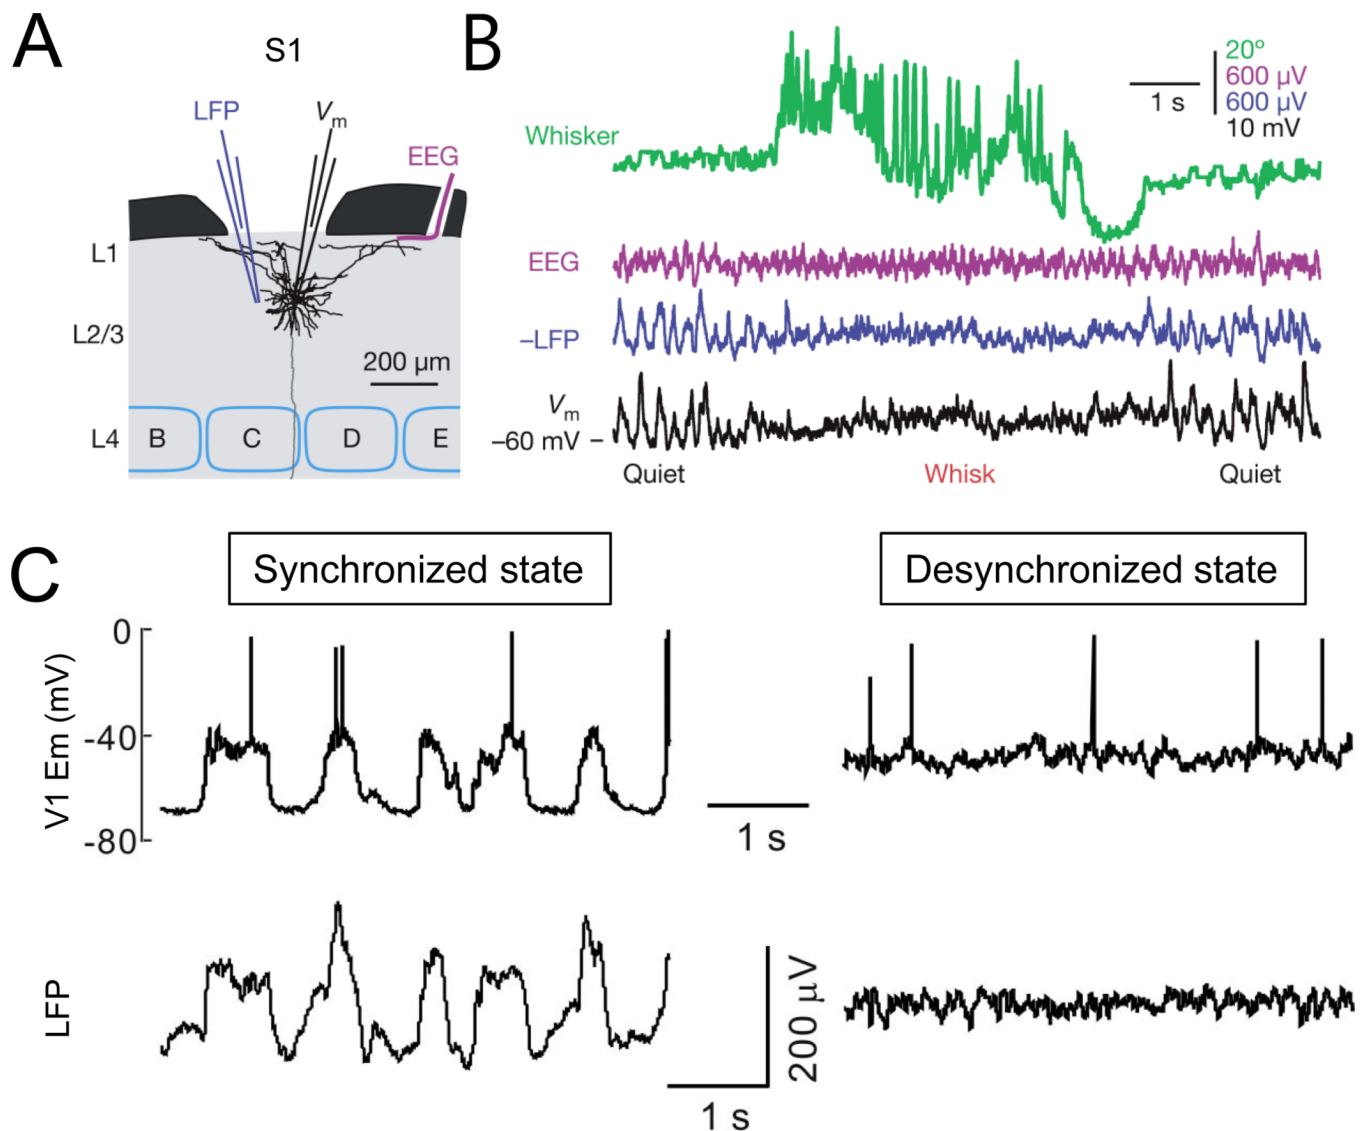 A
S1
LFP
Vm
EEG
L1
L2/3
200 µm
L4
B
C
D
E
B
20°
600 µV
600 µV
10 mV
1 s
Whisker
EEG
–LFP
Vm
–60 mV –
Quiet
Whisk
Quiet
C
Synchronized state
Desynchronized state
V1 Em (mV)
0
-40
-80
1 s
LFP
200 µV
1 s